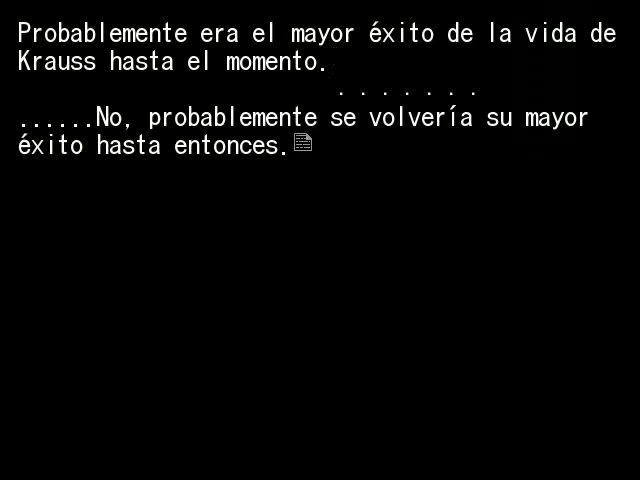 Probablemente era el mayor éxito de la vida de
Krauss hasta el momento.
. . . . . . .
......No, probablemente se volvería su mayor
éxito hasta entonces.